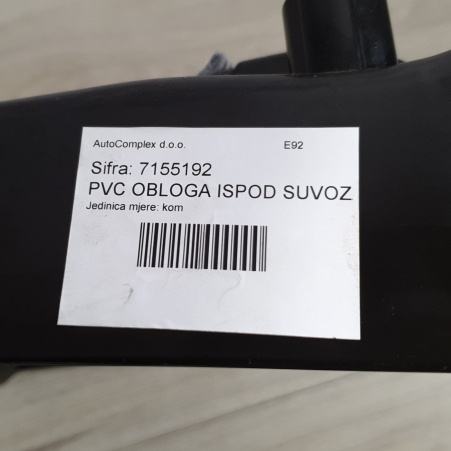 AutoComplex d.o.o. E92
Sifra: 7155192
PVC OBLOGA ISPOD SUVOZ
Jedinica mjere: kom